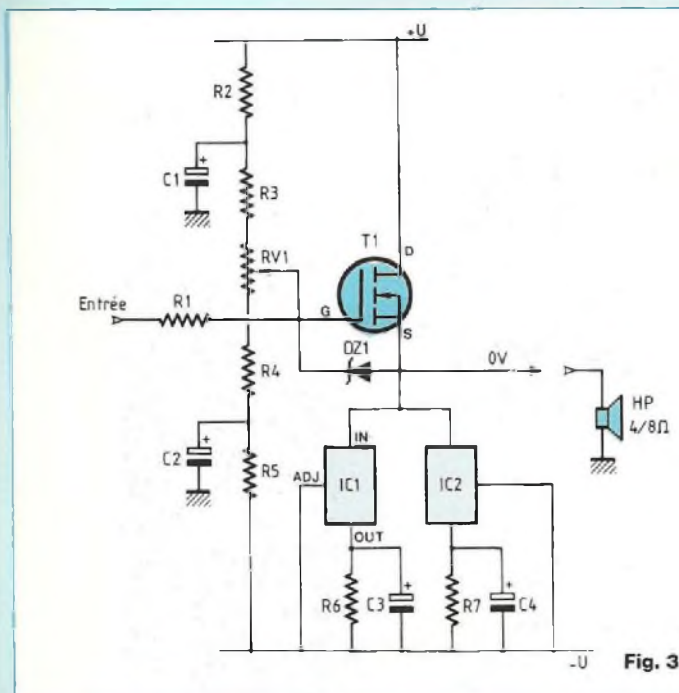 +U
R2
C1
+
R3
T1
D
RV1
Entrée
R1
G
S
DZ1
0V
R4
HP
4/8Ω
C2
+
IN
R5
ADJ
IC1
IC2
OUT
R6
+
C3
R7
+
C4
-U
Fig. 3